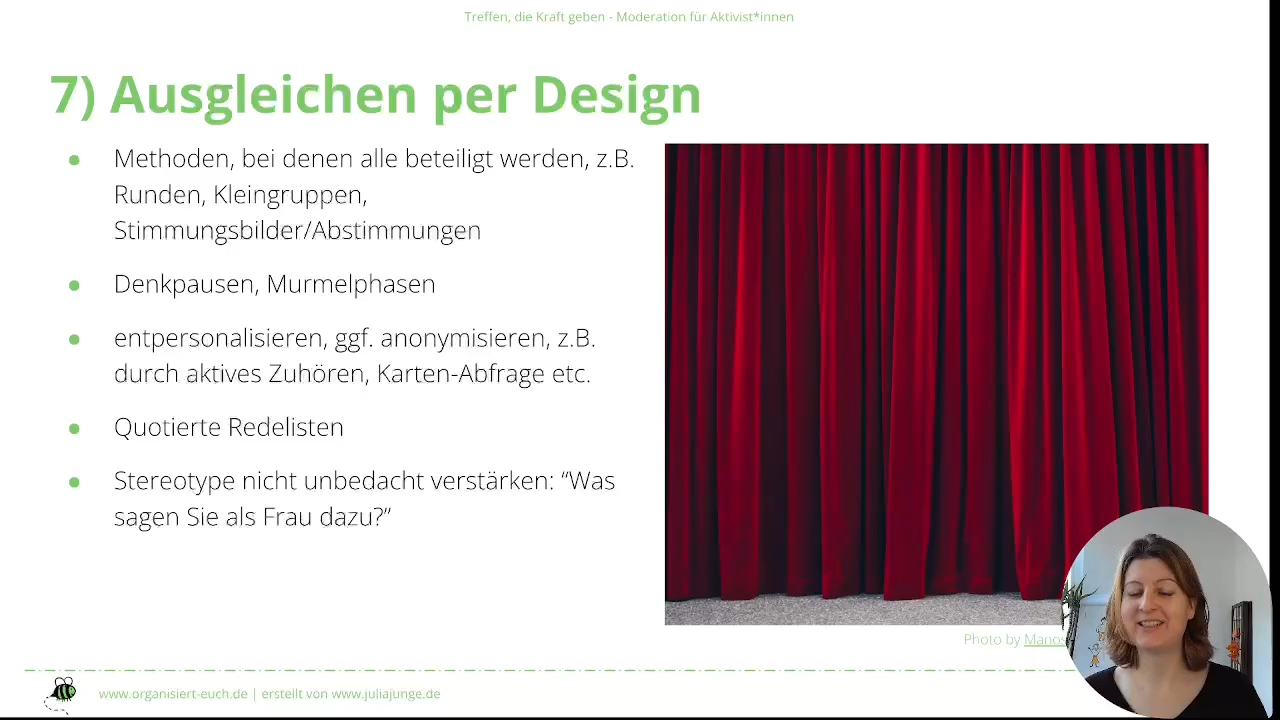 Treffen, die Kraft geben - Moderation für Aktivist*innen
7) Ausgleichen per Design
● Methoden, bei denen alle beteiligt werden, z.B.
Runden, Kleingruppen,
Stimmungsbilder/Abstimmungen
● Denkpausen, Murmelphasen
● entpersonalisieren, ggf. anonymisieren, z.B.
durch aktives Zuhören, Karten-Abfrage etc.
● Quotierte Redelisten
● Stereotype nicht unbedacht verstärken: “Was
sagen Sie als Frau dazu?”
Photo by
www.organisiert-euch.de | erstellt von www.juliajunge.de